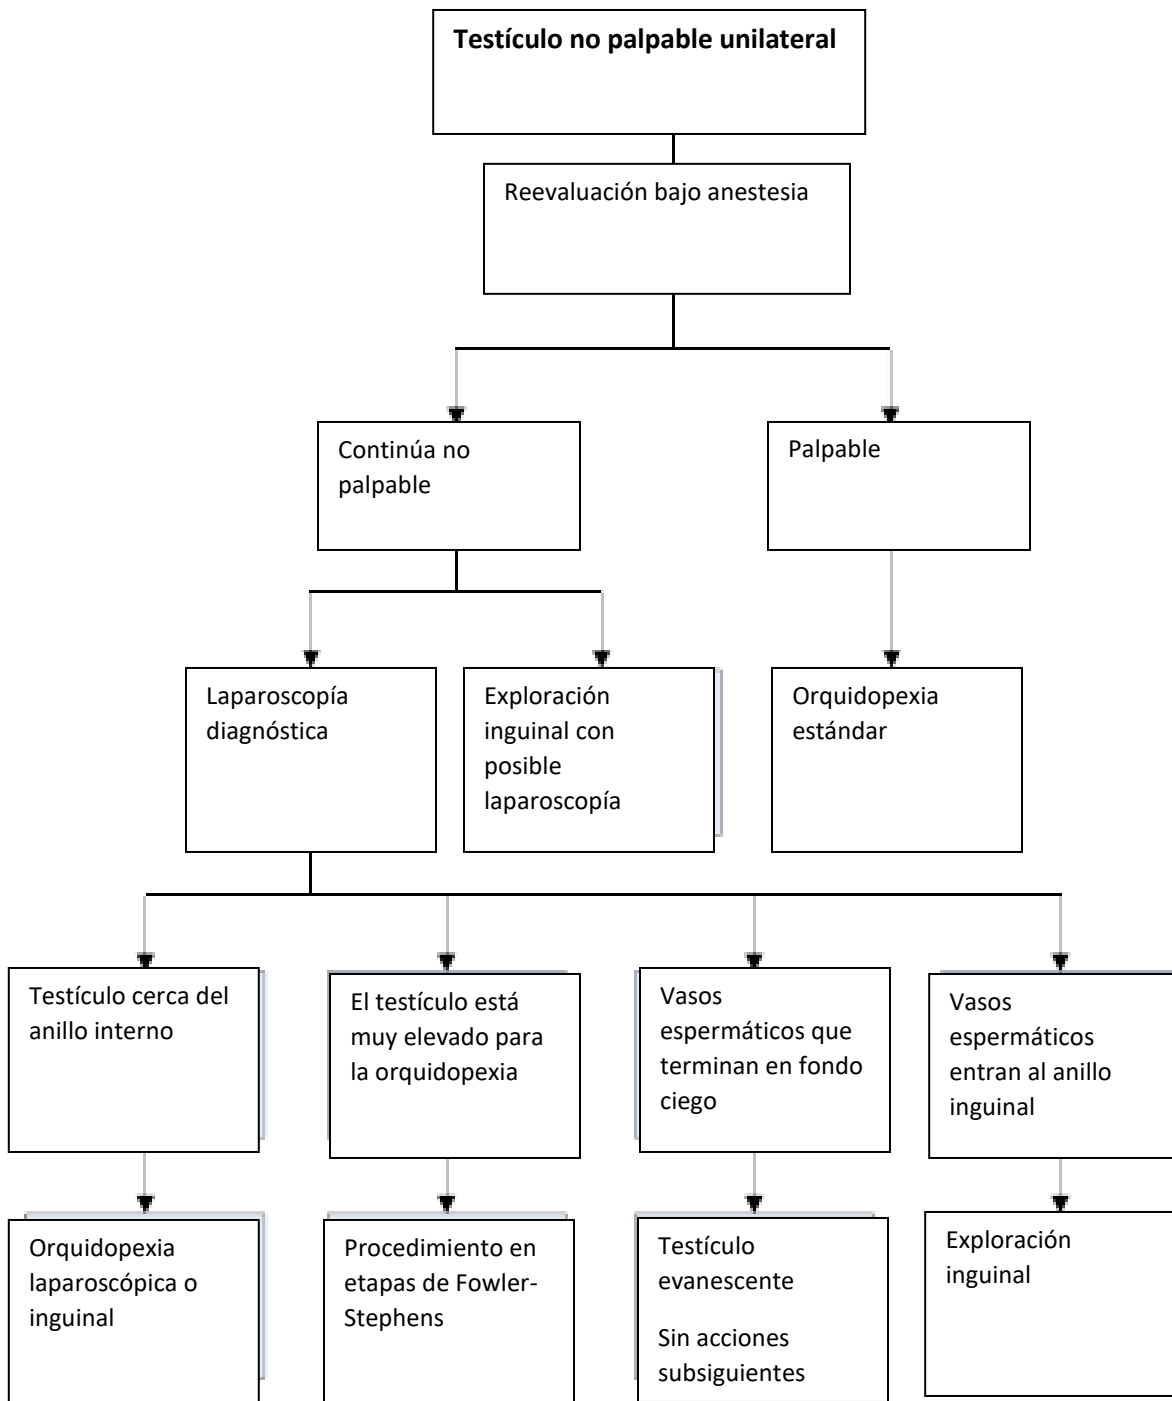 Testículo no palpable unilateral
Reevaluación bajo anestesia
Continúa no
palpable
Palpable
Laparoscopía
diagnóstica
Exploración
inguinal con
posible
laparoscopía
Orquidopexia
estándar
Testículo cerca del
anillo interno
El testículo está
muy elevado para
la orquidopexia
Vasos
espermáticos que
terminan en fondo
ciego
Vasos
espermáticos
entran al anillo
inguinal
Orquidopexia
laparoscópica o
inguinal
Procedimiento en
etapas de Fowler-
Stephens
Testículo
evanescente
Sin acciones
subsiguientes
Exploración
inguinal